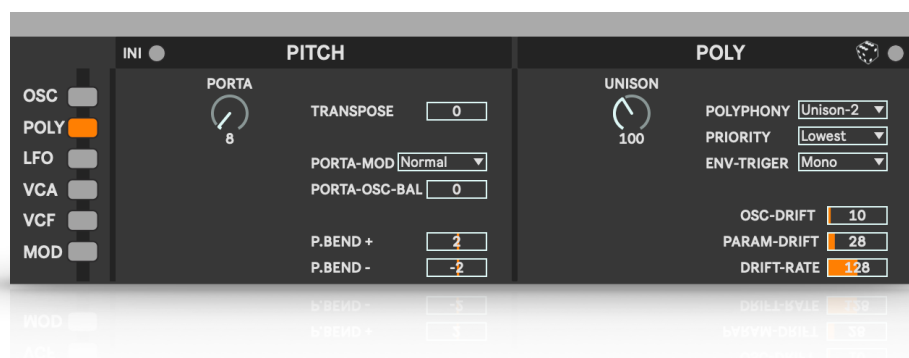 INI PITCH POLY
OSC
POLY
LFO
VCA
VCF
MOD
PORTA
8
TRANSPOSE 0
PORTA-MOD Normal
PORTA-OSC-BAL 0
P.BEND + 2
P.BEND - -2
UNISON
100
POLYPHONY Unison-2
PRIORITY Lowest
ENV-TRIGER Mono
OSC-DRIFT 10
PARAM-DRIFT 28
DRIFT-RATE 128